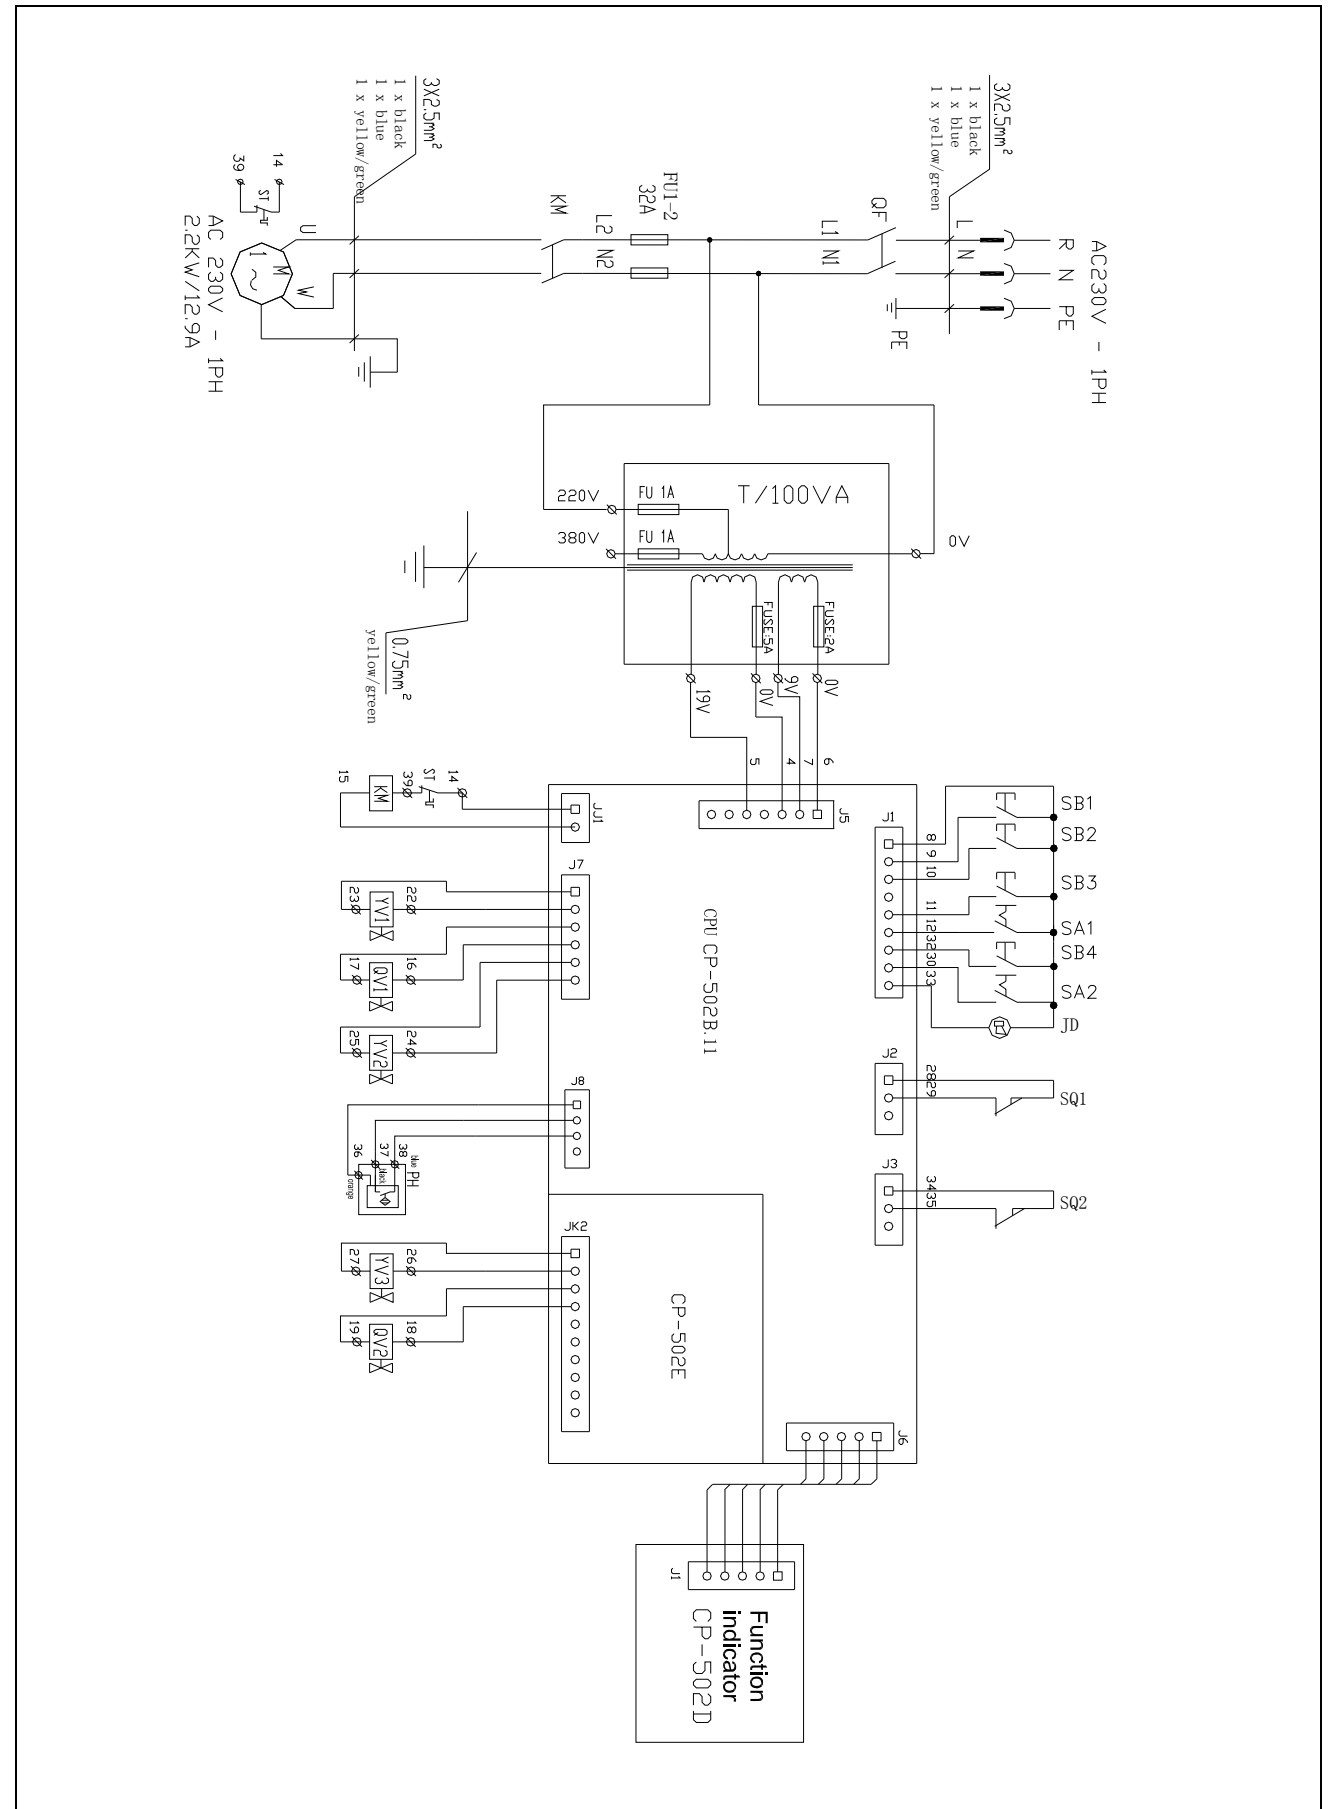 AC230V - 1PH
R
N
PE
3X2.5mm²
1 x black
1 x blue
1 x yellow/green
L
N
PE
QF
L1
N1
FU1-2
32A
L2
N2
KM
3X2.5mm²
1 x black
1 x blue
1 x yellow/green
U
W
M
1~
14
39
ST
AC 230V - 1PH
2.2KW/12.9A
T/100VA
220V
FU 1A
380V
FU 1A
0V
FUSE:2A
FUSE:5A
0V
9V
0V
19V
0.75mm²
yellow/green
6
7
4
5
J5
J1
8
9
10
11
12
32
30
33
SB1
SB2
SB3
SA1
SB4
SA2
JD
J2
28
29
SQ1
J3
34
35
SQ2
CPU CP-502B.11
JJ1
14
ST
39
KM
15
J7
22
YV1
23
16
QV1
17
24
YV2
25
J8
38
37
36
blue
black
orange
PH
JK2
26
YV3
27
18
QV2
19
CP-502E
J6
J1
Function
indicator
CP-502D